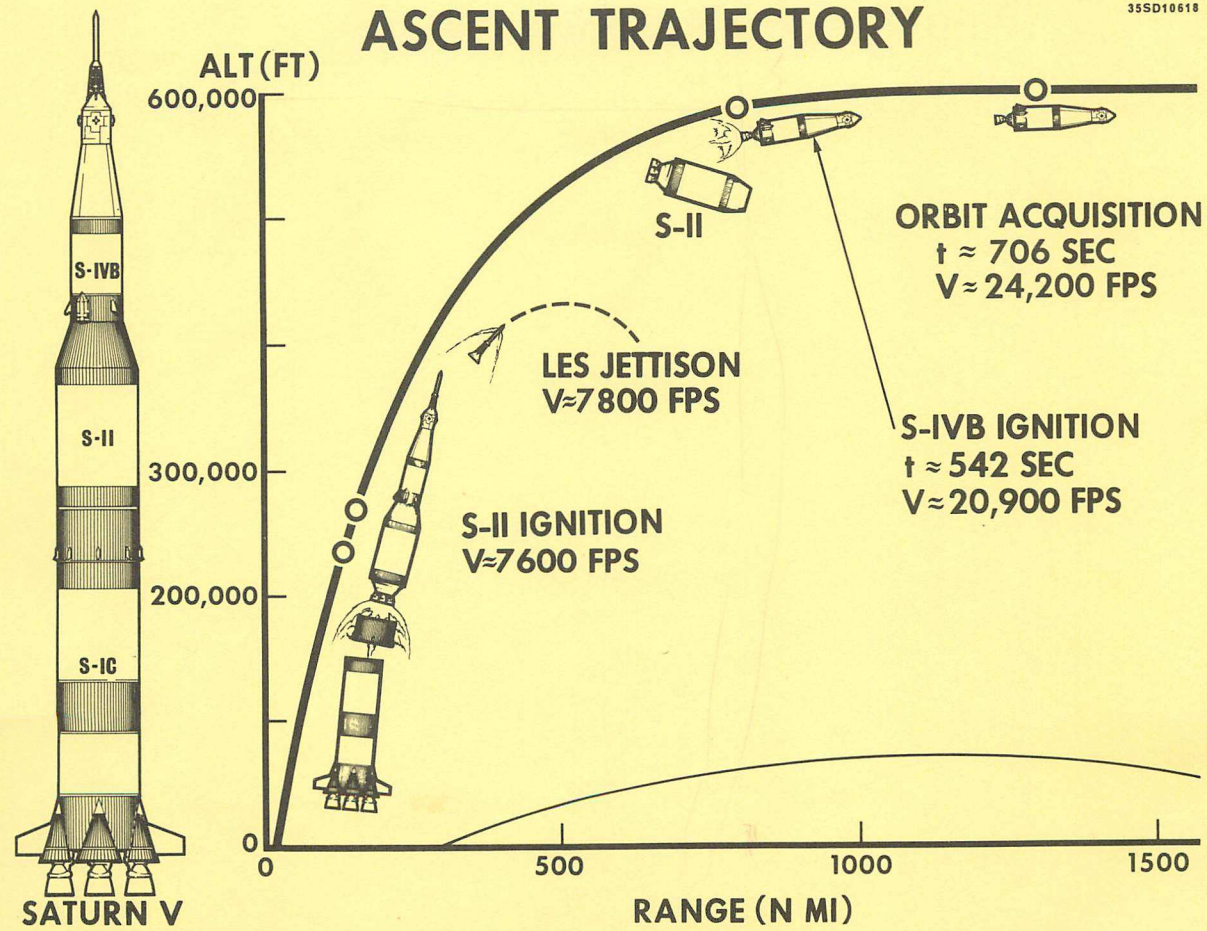 35SD10618
ASCENT TRAJECTORY
ALT (FT)
600,000
300,000
200,000
0
S-IVB
S-II
S-IC
SATURN V
S-II
ORBIT ACQUISITION
t ≈ 706 SEC
V ≈ 24,200 FPS
LES JETTISON
V≈7800 FPS
S-IVB IGNITION
t ≈ 542 SEC
V≈20,900 FPS
S-II IGNITION
V≈7600 FPS
0
500
1000
1500
RANGE (N MI)